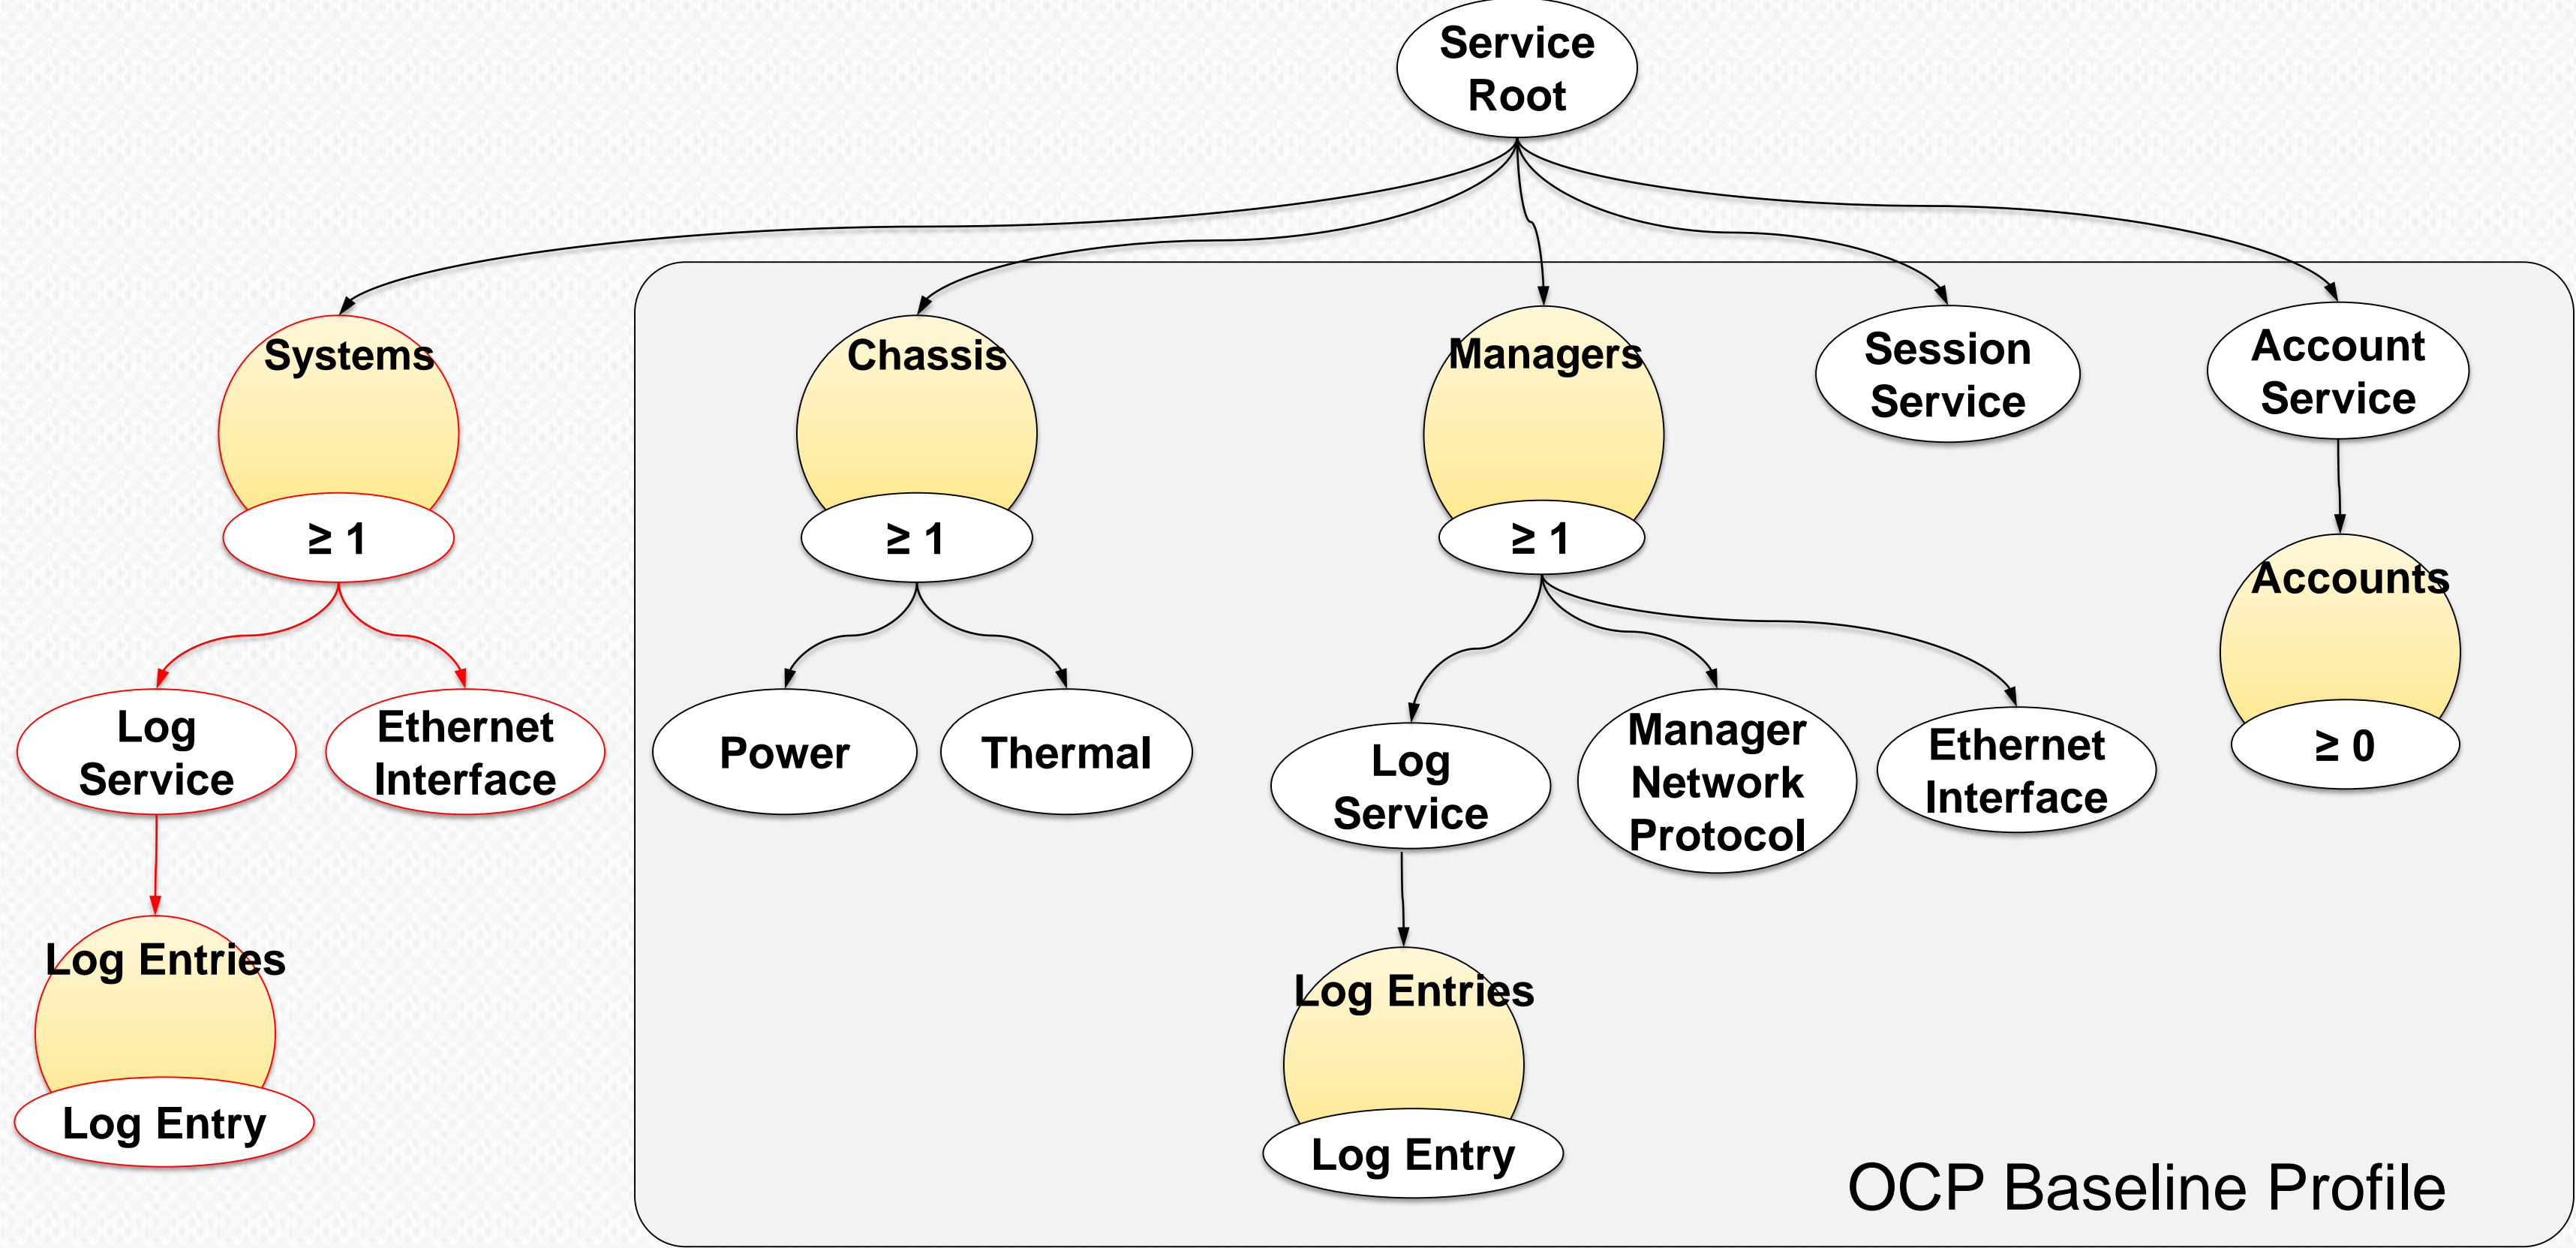 Service
Root
Systems
Chassis
Managers
Session
Service
Account
Service
≥ 1
≥ 1
≥ 1
Accounts
≥ 0
Log
Service
Ethernet
Interface
Power
Thermal
Log
Service
Manager
Network
Protocol
Ethernet
Interface
Log Entries
Log Entry
Log Entries
Log Entry
OCP Baseline Profile